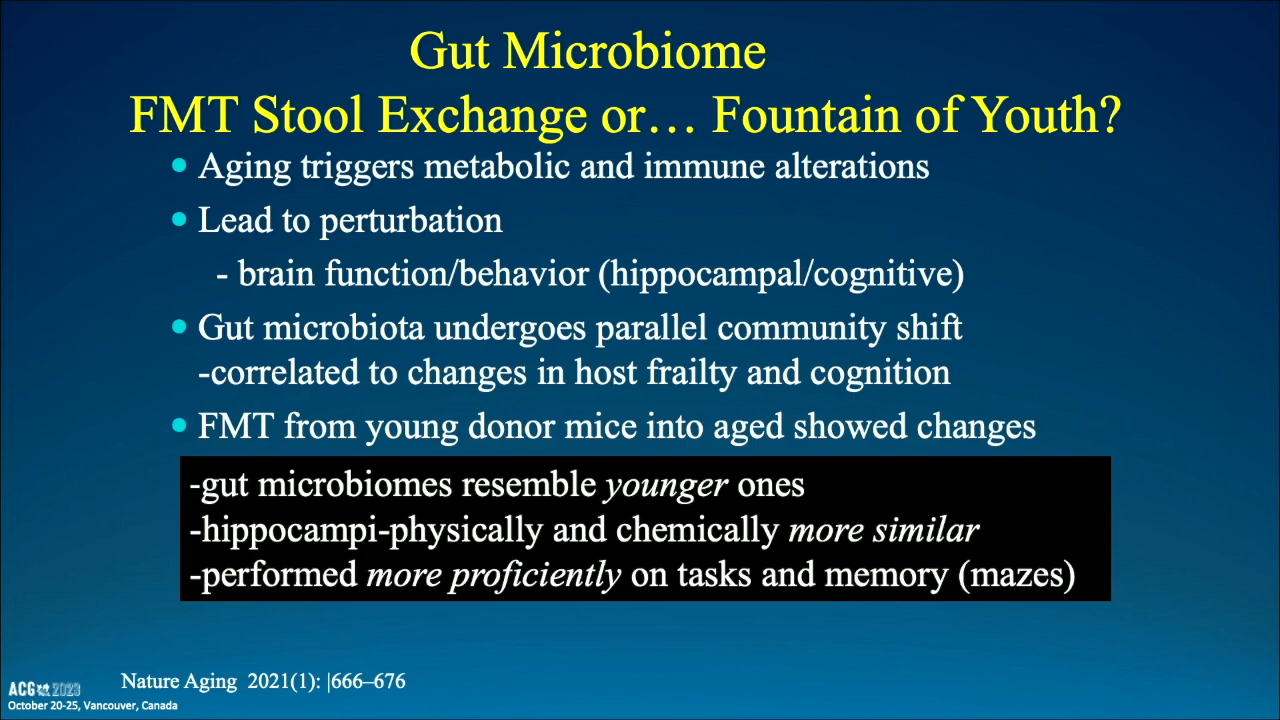 Gut Microbiome
FMT Stool Exchange or… Fountain of Youth?
• Aging triggers metabolic and immune alterations
• Lead to perturbation
- brain function/behavior (hippocampal/cognitive)
• Gut microbiota undergoes parallel community shift
-correlated to changes in host frailty and cognition
• FMT from young donor mice into aged showed changes
-gut microbiomes resemble younger ones
-hippocampi-physically and chemically more similar
-performed more proficiently on tasks and memory (mazes)
Nature Aging 2021(1): |666–676
ACG 2023
October 20-25, Vancouver, Canada